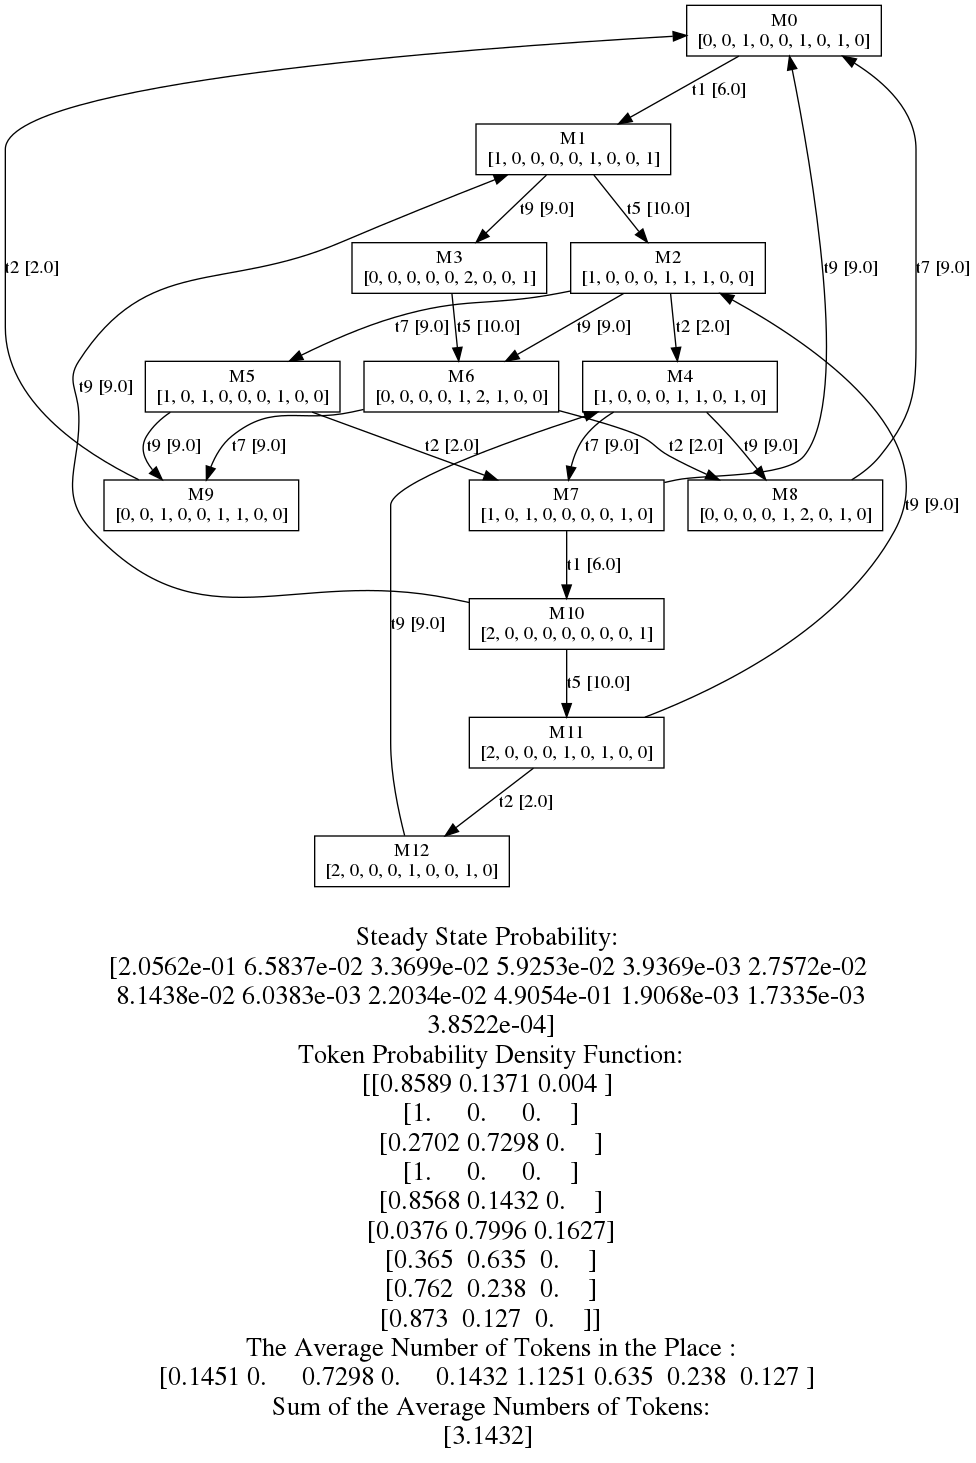 M0
[0, 0, 1, 0, 0, 1, 0, 1, 0]
t1 [6.0]
M1
[1, 0, 0, 0, 0, 1, 0, 0, 1]
t9 [9.0]
t5 [10.0]
t2 [2.0]
M3
[0, 0, 0, 0, 0, 2, 0, 0, 1]
M2
[1, 0, 0, 0, 1, 1, 1, 0, 0]
t9 [9.0]
t7 [9.0]
t7 [9.0]
t5 [10.0]
t9 [9.0]
t2 [2.0]
t9 [9.0]
M5
[1, 0, 1, 0, 0, 0, 1, 0, 0]
M6
[0, 0, 0, 0, 1, 2, 1, 0, 0]
M4
[1, 0, 0, 0, 1, 1, 0, 1, 0]
t9 [9.0]
t7 [9.0]
t2 [2.0]
t7 [9.0]
t2 [2.0]
t9 [9.0]
M9
[0, 0, 1, 0, 0, 1, 1, 0, 0]
M7
[1, 0, 1, 0, 0, 0, 0, 1, 0]
M8
[0, 0, 0, 0, 1, 2, 0, 1, 0]
t9 [9.0]
t1 [6.0]
M10
[2, 0, 0, 0, 0, 0, 0, 0, 1]
t9 [9.0]
t5 [10.0]
M11
[2, 0, 0, 0, 1, 0, 1, 0, 0]
t2 [2.0]
M12
[2, 0, 0, 0, 1, 0, 0, 1, 0]
Steady State Probability:
[2.0562e-01 6.5837e-02 3.3699e-02 5.9253e-02 3.9369e-03 2.7572e-02
8.1438e-02 6.0383e-03 2.2034e-02 4.9054e-01 1.9068e-03 1.7335e-03
3.8522e-04]
Token Probability Density Function:
[[0.8589 0.1371 0.004 ]
[1. 0. 0. ]
[0.2702 0.7298 0. ]
[1. 0. 0. ]
[0.8568 0.1432 0. ]
[0.0376 0.7996 0.1627]
[0.365 0.635 0. ]
[0.762 0.238 0. ]
[0.873 0.127 0. ]]
The Average Number of Tokens in the Place :
[0.1451 0. 0.7298 0. 0.1432 1.1251 0.635 0.238 0.127 ]
Sum of the Average Numbers of Tokens:
[3.1432]